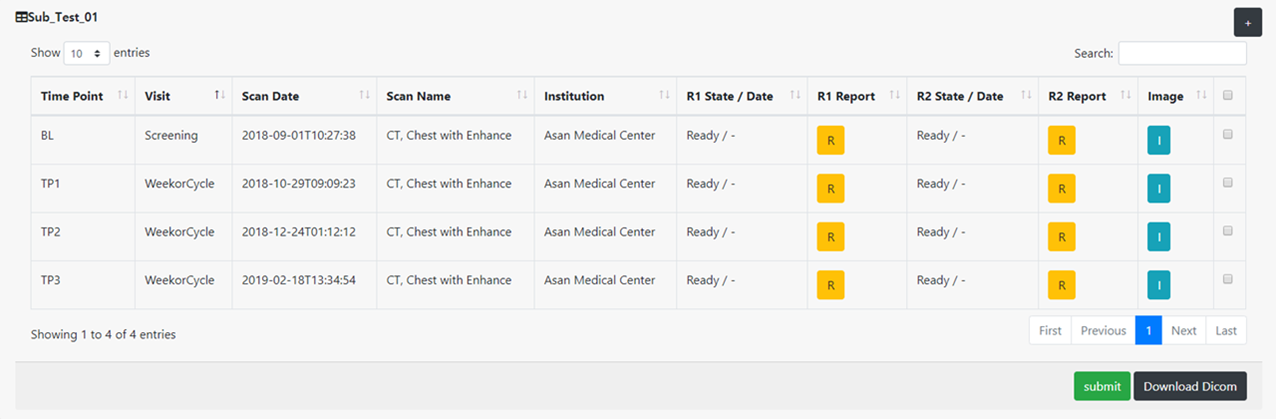 Sub_Test_01
+
Show 10 entries
Search:
Time Point Visit Scan Date Scan Name Institution R1 State / Date R1 Report R2 State / Date R2 Report Image
BL Screening 2018-09-01T10:27:38 CT, Chest with Enhance Asan Medical Center Ready / - R Ready / - R I
TP1 WeekorCycle 2018-10-29T09:09:23 CT, Chest with Enhance Asan Medical Center Ready / - R Ready / - R I
TP2 WeekorCycle 2018-12-24T01:12:12 CT, Chest with Enhance Asan Medical Center Ready / - R Ready / - R I
TP3 WeekorCycle 2019-02-18T13:34:54 CT, Chest with Enhance Asan Medical Center Ready / - R Ready / - R I
Showing 1 to 4 of 4 entries
First Previous 1 Next Last
submit Download Dicom